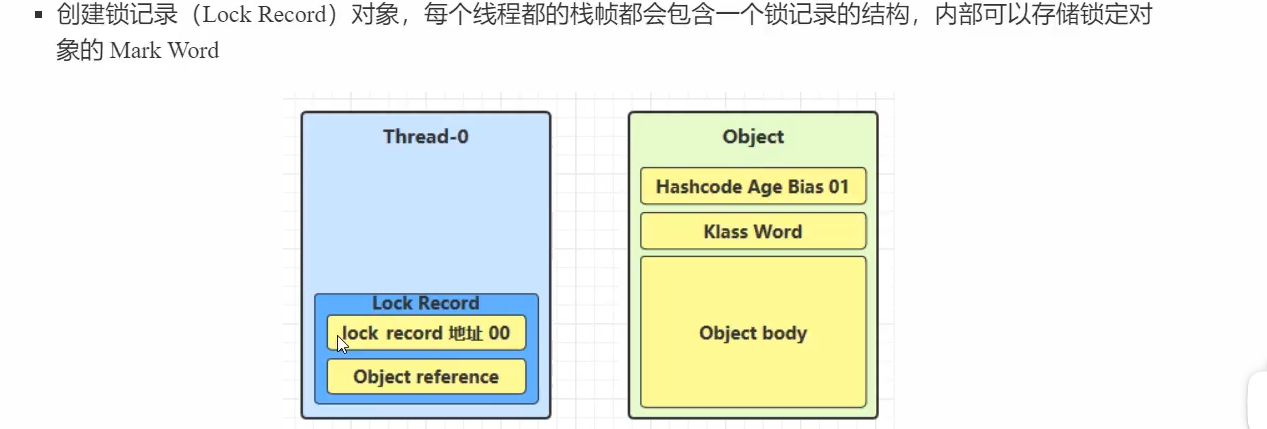 创建锁记录（Lock Record）对象，每个线程都的栈帧都会包含一个锁记录的结构，内部可以存储锁定对
象的 Mark Word
Thread-0
Lock Record
lock record 地址 00
Object reference
Object
Hashcode Age Bias 01
Klass Word
Object body